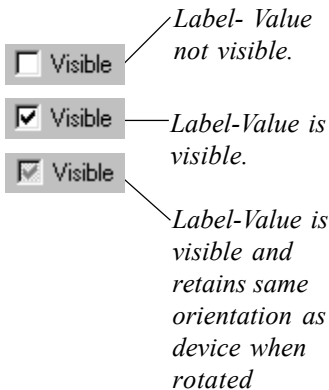 Label- Value
not visible.
Visible
Visible
Label-Value is
visible.
Visible
Label-Value is
visible and
retains same
orientation as
device when
rotated